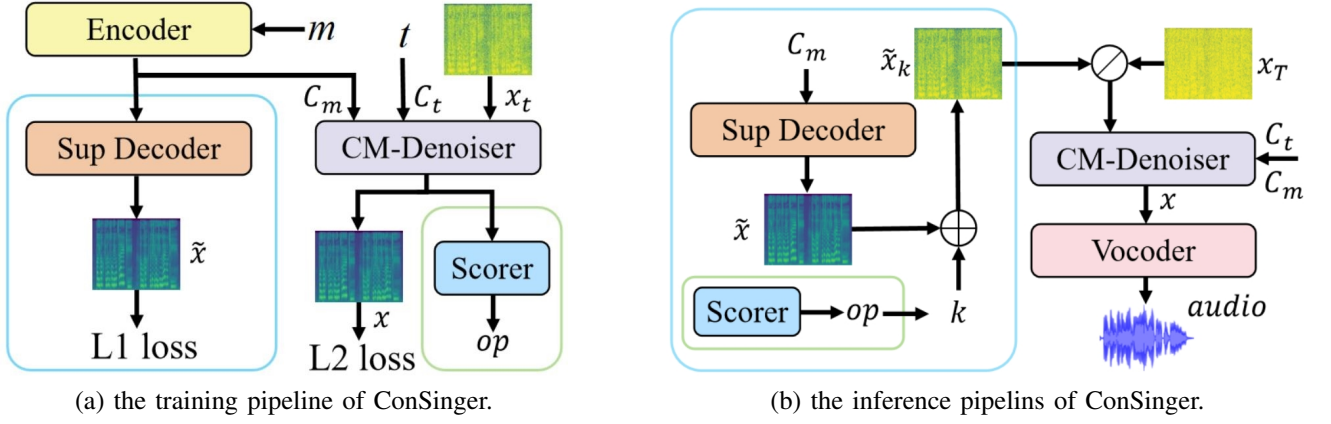 Encoder
m
t
C_m
C_t
x_t
Sup Decoder
CM-Denoiser
x̃
Scorer
x
op
L1 loss
L2 loss
(a) the training pipeline of ConSinger.
C_m
x̃_k
x_T
Sup Decoder
CM-Denoiser
C_t
C_m
x
x̃
Vocoder
Scorer
op
k
audio
(b) the inference pipelins of ConSinger.